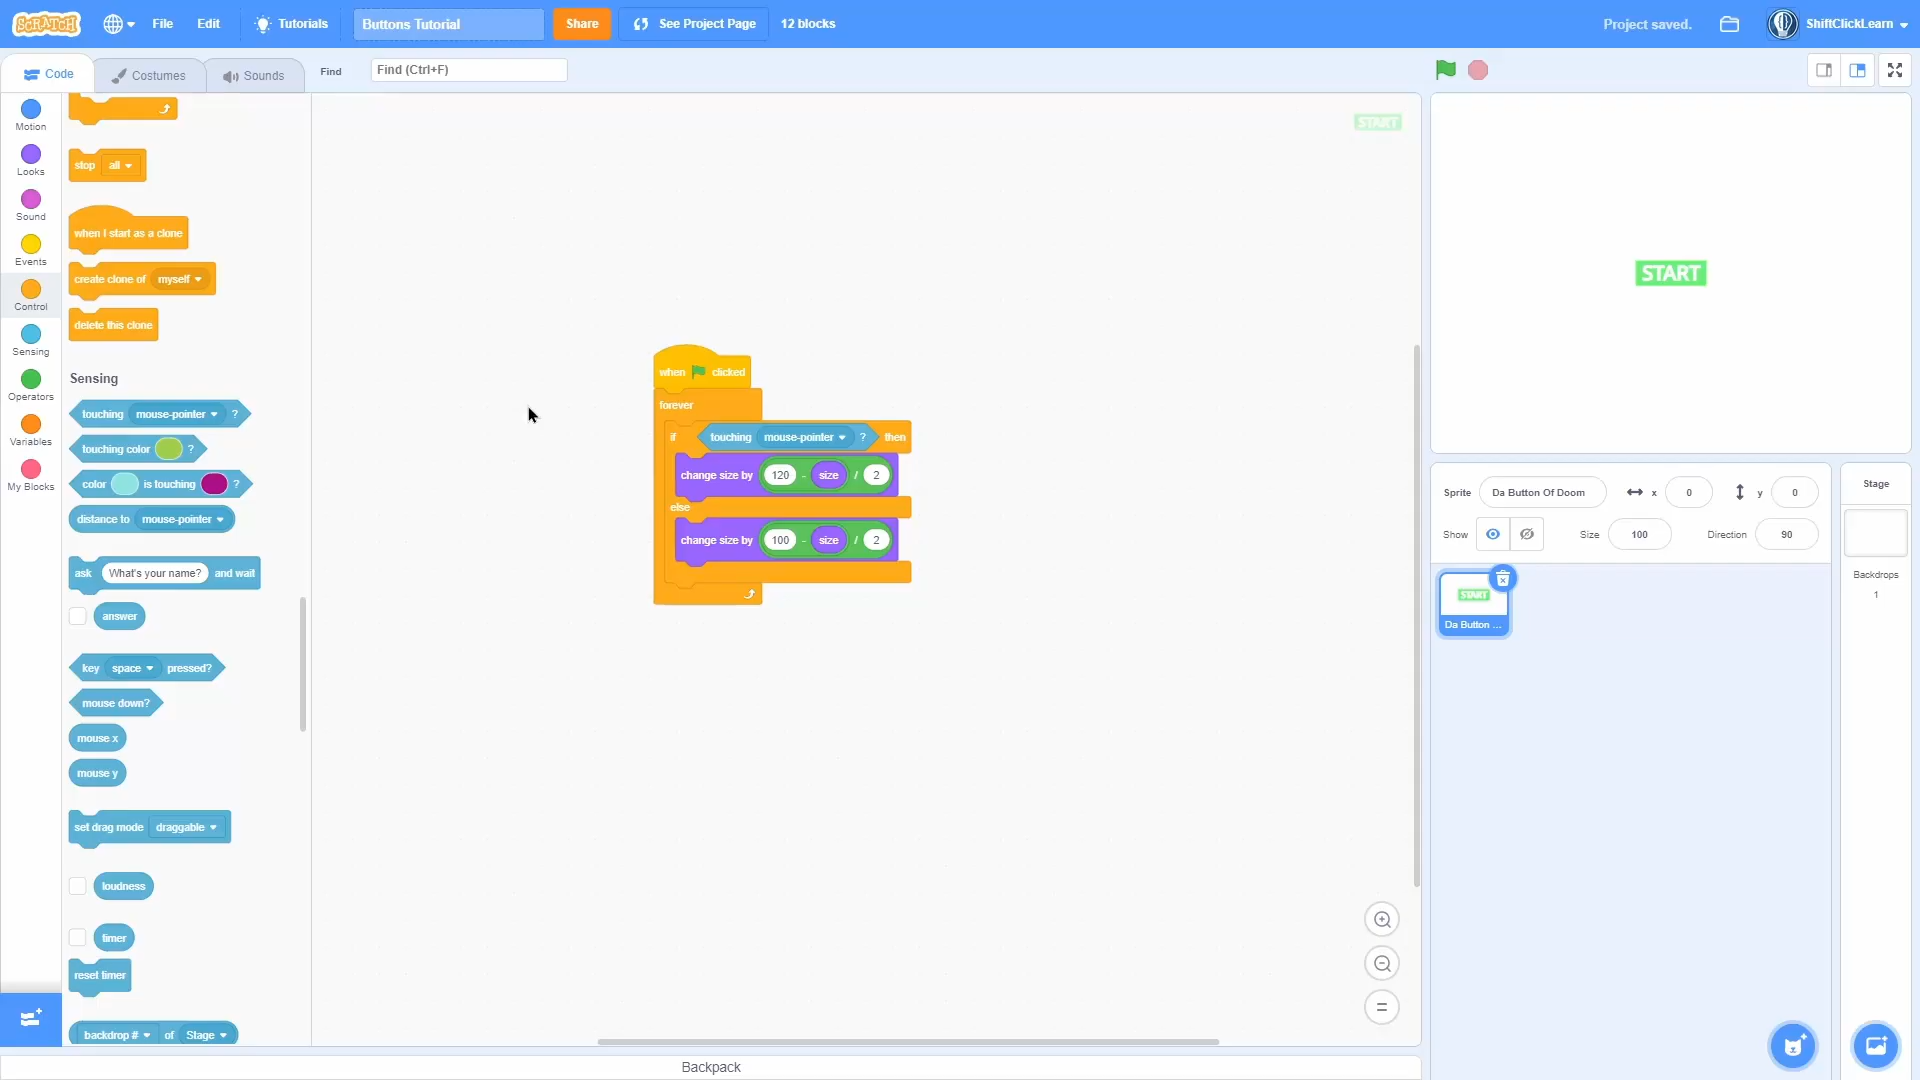 SCRATCH
File
Edit
Tutorials
Buttons Tutorial
Share
See Project Page
12 blocks
Project saved.
ShiftClickLearn
Code
Costumes
Sounds
Find
Find (Ctrl+F)
Motion
Looks
Sound
Events
Control
Sensing
Operators
Variables
My Blocks
stop all
when I start as a clone
create clone of myself
delete this clone
Sensing
touching mouse-pointer ?
touching color ?
color is touching ?
distance to mouse-pointer
ask What's your name? and wait
answer
key space pressed?
mouse down?
mouse x
mouse y
set drag mode draggable
loudness
timer
reset timer
backdrop # of Stage
START
when clicked
forever
if touching mouse-pointer ? then
change size by 120 - size / 2
else
change size by 100 - size / 2
Backpack
START
Sprite Da Button Of Doom x 0 y 0
Show Size 100 Direction 90
START
Da Button ...
Stage
Backdrops
1